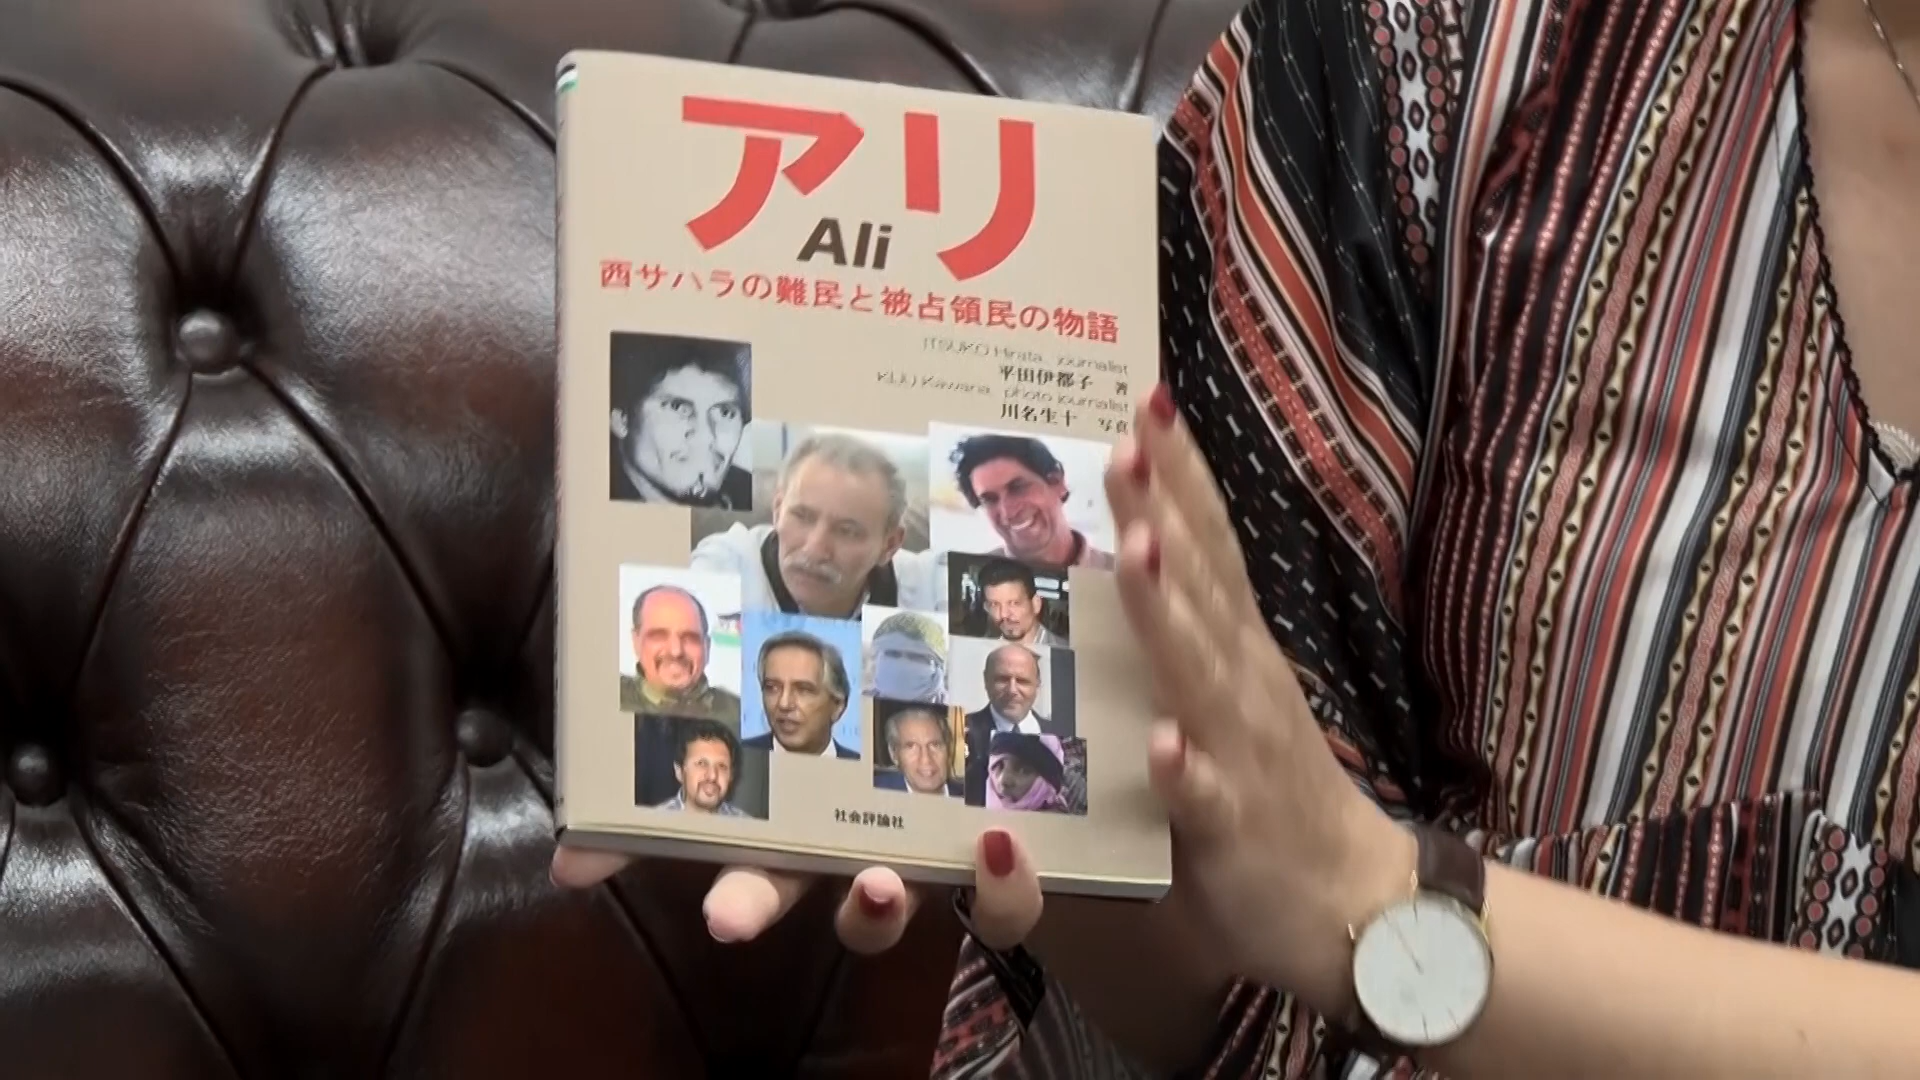 アリ
Ali
西サハラの難民と被占領民の物語
ITSUKO Hirata, journalist
平田伊都子 著
KIJU Kawana photo journalist
川名生十 写真
社会評論社